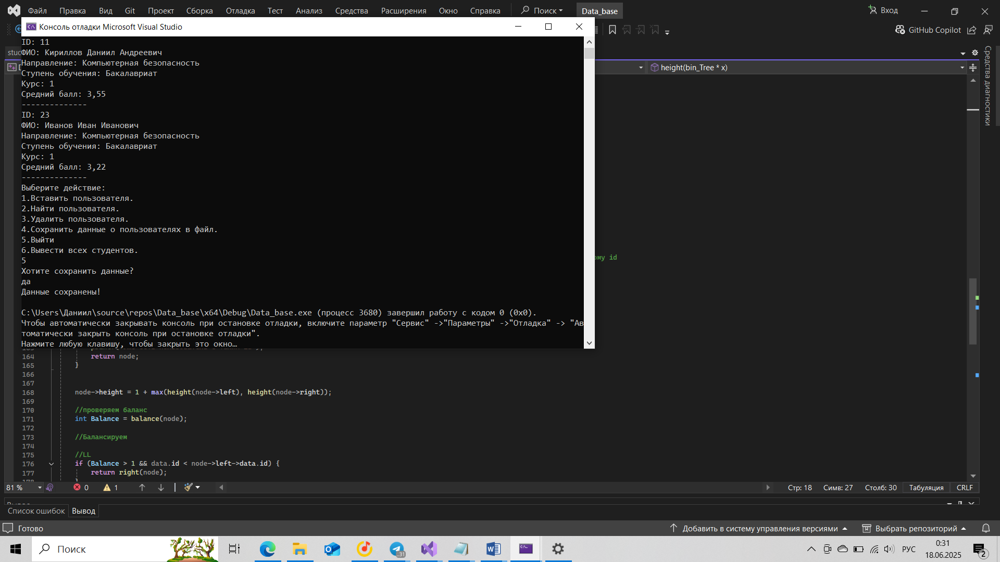 Файл Правка Вид Git Проект Сборка Отладка Тест Анализ Средства Расширения Окно Справка Поиск Data_base Вход
Консоль отладки Microsoft Visual Studio
GitHub Copilot
ID: 11
ФИО: Кириллов Даниил Андреевич
height(bin_Tree * x)
Направление: Компьютерная безопасность
Ступень обучения: Бакалавриат
Курс: 1
Средний балл: 3,55
--------------
ID: 23
ФИО: Иванов Иван Иванович
Направление: Компьютерная безопасность
Ступень обучения: Бакалавриат
Курс: 1
Средний балл: 3,22
--------------
Выберите действие:
1.Вставить пользователя.
2.Найти пользователя.
3.Удалить пользователя.
4.Сохранить данные о пользователях в файл.
5.Выйти
6.Вывести всех студентов.
5
Хотите сохранить данные?
да
Данные сохранены!
C:\Users\Даниил\source\repos\Data_base\x64\Debug\Data_base.exe (процесс 3680) завершил работу с кодом 0 (0x0).
Чтобы автоматически закрывать консоль при остановке отладки, включите параметр "Сервис" ->"Параметры" ->"Отладка" -> "Ав
томатически закрыть консоль при остановке отладки".
Нажмите любую клавишу, чтобы закрыть это окно…
Средства диагностики
ому id
164 return node;
165 }
166
167
168 node->height = 1 + max(height(node->left), height(node->right));
169
170 //проверяем баланс
171 int Balance = balance(node);
172
173 //Балансируем
174
175 //LL
176 if (Balance > 1 && data.id < node->left->data.id) {
177 return right(node);
81 % 0 1 Стр: 18 Симв: 27 Столб: 30 Табуляция CRLF
Список ошибок Вывод
Готово Добавить в систему управления версиями Выбрать репозиторий
Поиск 31 РУС 0:31
18.06.2025 2